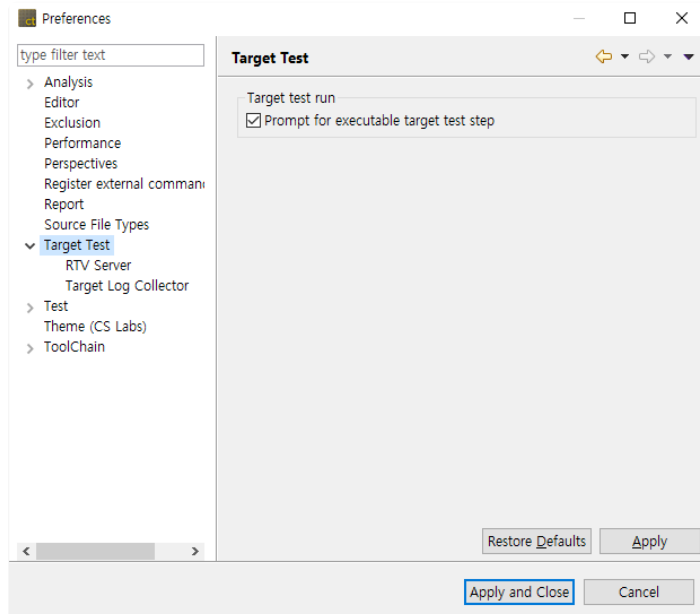 ct Preferences
type filter text
Target Test
Analysis
Editor
Exclusion
Performance
Perspectives
Register external comman
Report
Source File Types
Target Test
RTV Server
Target Log Collector
Test
Theme (CS Labs)
ToolChain
Target test run
Prompt for executable target test step
Restore Defaults
Apply
Apply and Close
Cancel